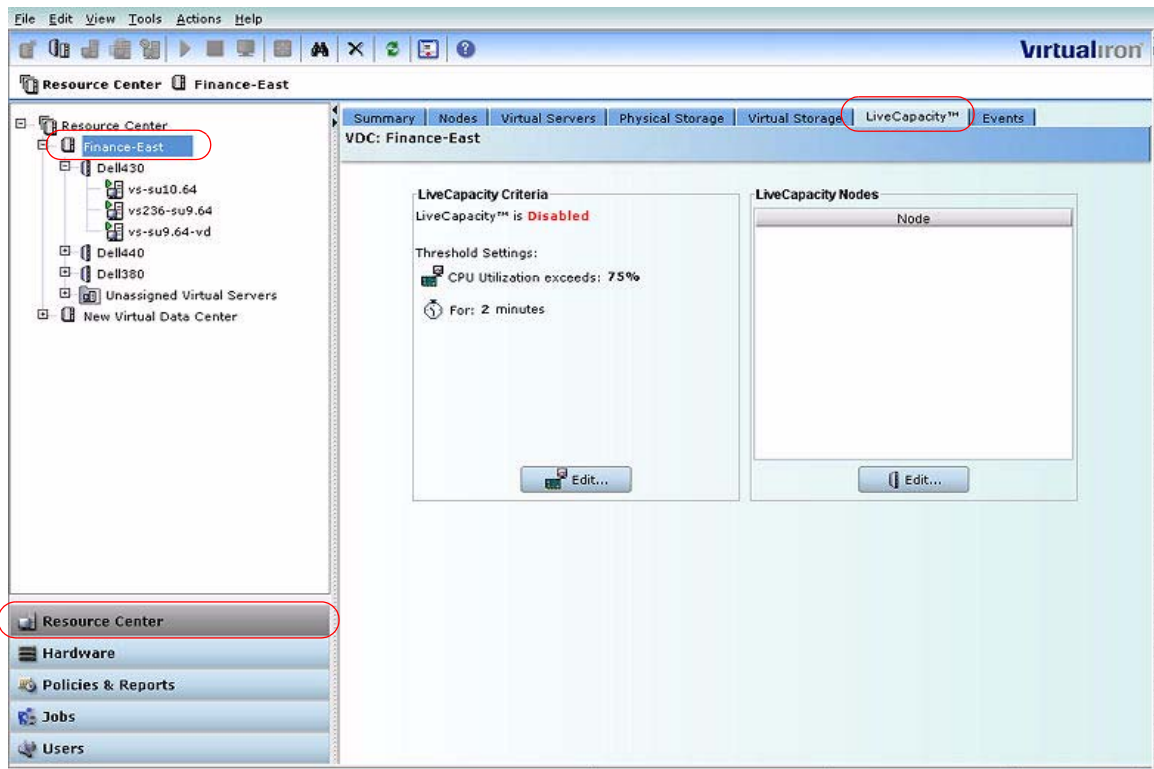 File Edit View Tools Actions Help
Virtualiron
Resource Center Finance-East
Resource Center
Finance-East
Dell430
vs-su10.64
vs236-su9.64
vs-su9.64-vd
Dell440
Dell380
Unassigned Virtual Servers
New Virtual Data Center
Resource Center
Hardware
Policies & Reports
Jobs
Users
Summary Nodes Virtual Servers Physical Storage Virtual Storage LiveCapacity™ Events
VDC: Finance-East
LiveCapacity Criteria
LiveCapacity™ is Disabled
Threshold Settings:
CPU Utilization exceeds: 75%
For: 2 minutes
Edit...
LiveCapacity Nodes
Node
Edit...